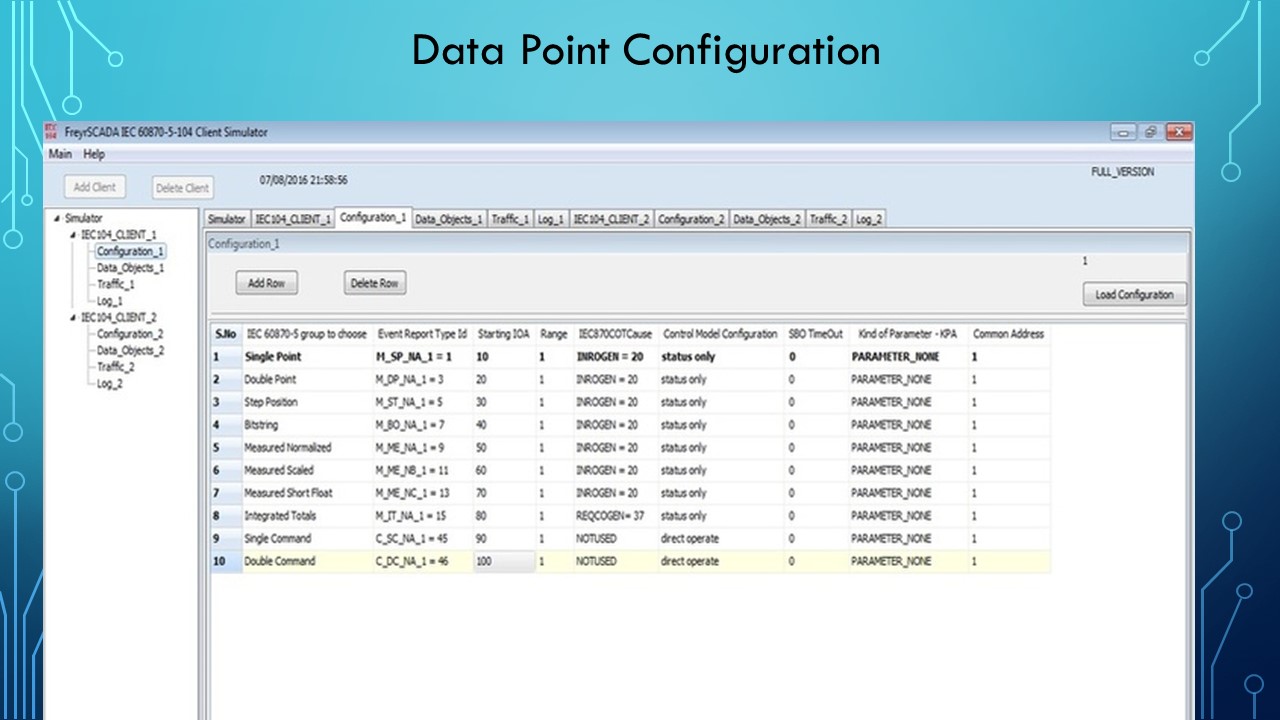 Data Point Configuration
FreyrSCADA IEC 60870-5-104 Client Simulator
Main Help
Add Client Delete Client 07/08/2016 21:58:56 FULL_VERSION
Simulator
IEC104_CLIENT_1
Configuration_1
Data_Objects_1
Traffic_1
Log_1
IEC104_CLIENT_2
Configuration_2
Data_Objects_2
Traffic_2
Log_2
Simulator IEC104_CLIENT_1 Configuration_1 Data_Objects_1 Traffic_1 Log_1 IEC104_CLIENT_2 Configuration_2 Data_Objects_2 Traffic_2 Log_2
Configuration_1
1
Add Row Delete Row Load Configuration
S.No IEC 60870-5 group to choose Event Report Type Id Starting IOA Range IEC870COTCause Control Model Configuration SBO TimeOut Kind of Parameter - KPA Common Address
1 Single Point M_SP_NA_1 = 1 10 1 INROGEN = 20 status only 0 PARAMETER_NONE 1
2 Double Point M_DP_NA_1 = 3 20 1 INROGEN = 20 status only 0 PARAMETER_NONE 1
3 Step Position M_ST_NA_1 = 5 30 1 INROGEN = 20 status only 0 PARAMETER_NONE 1
4 Bitstring M_BO_NA_1 = 7 40 1 INROGEN = 20 status only 0 PARAMETER_NONE 1
5 Measured Normalized M_ME_NA_1 = 9 50 1 INROGEN = 20 status only 0 PARAMETER_NONE 1
6 Measured Scaled M_ME_NB_1 = 11 60 1 INROGEN = 20 status only 0 PARAMETER_NONE 1
7 Measured Short Float M_ME_NC_1 = 13 70 1 INROGEN = 20 status only 0 PARAMETER_NONE 1
8 Integrated Totals M_IT_NA_1 = 15 80 1 REQCOGEN= 37 status only 0 PARAMETER_NONE 1
9 Single Command C_SC_NA_1 = 45 90 1 NOTUSED direct operate 0 PARAMETER_NONE 1
10 Double Command C_DC_NA_1 = 46 100 1 NOTUSED direct operate 0 PARAMETER_NONE 1